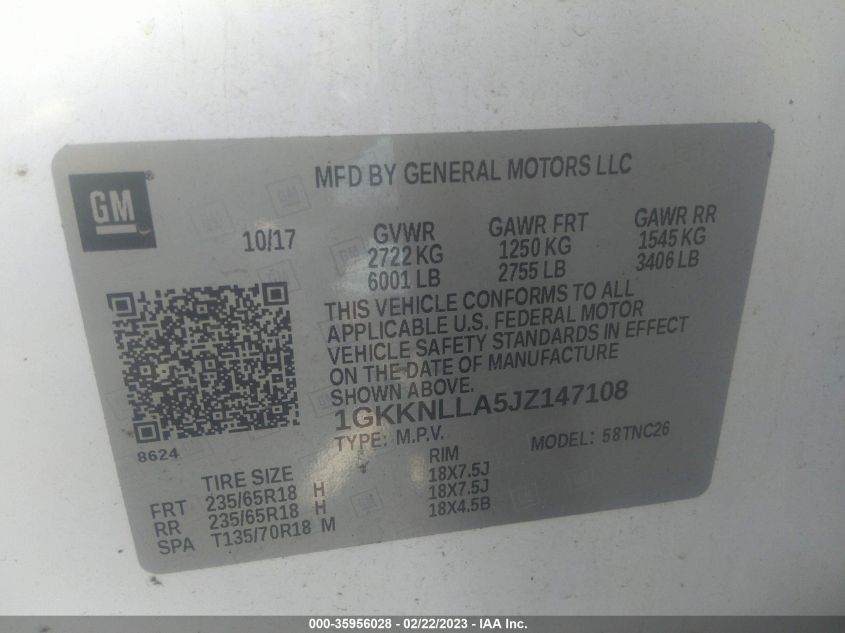 MFD BY GENERAL MOTORS LLC
GM®
10/17
GVWR
2722 KG
6001 LB
GAWR FRT
1250 KG
2755 LB
GAWR RR
1545 KG
3406 LB
THIS VEHICLE CONFORMS TO ALL
APPLICABLE U.S. FEDERAL MOTOR
VEHICLE SAFETY STANDARDS IN EFFECT
ON THE DATE OF MANUFACTURE
SHOWN ABOVE.
1GKKNLLA5JZ147108
TYPE: M.P.V.
MODEL: 58TNC26
8624
TIRE SIZE RIM
FRT 235/65R18 H 18X7.5J
RR 235/65R18 H 18X7.5J
SPA T135/70R18 M 18X4.5B
000-35956028 - 02/22/2023 - IAA Inc.